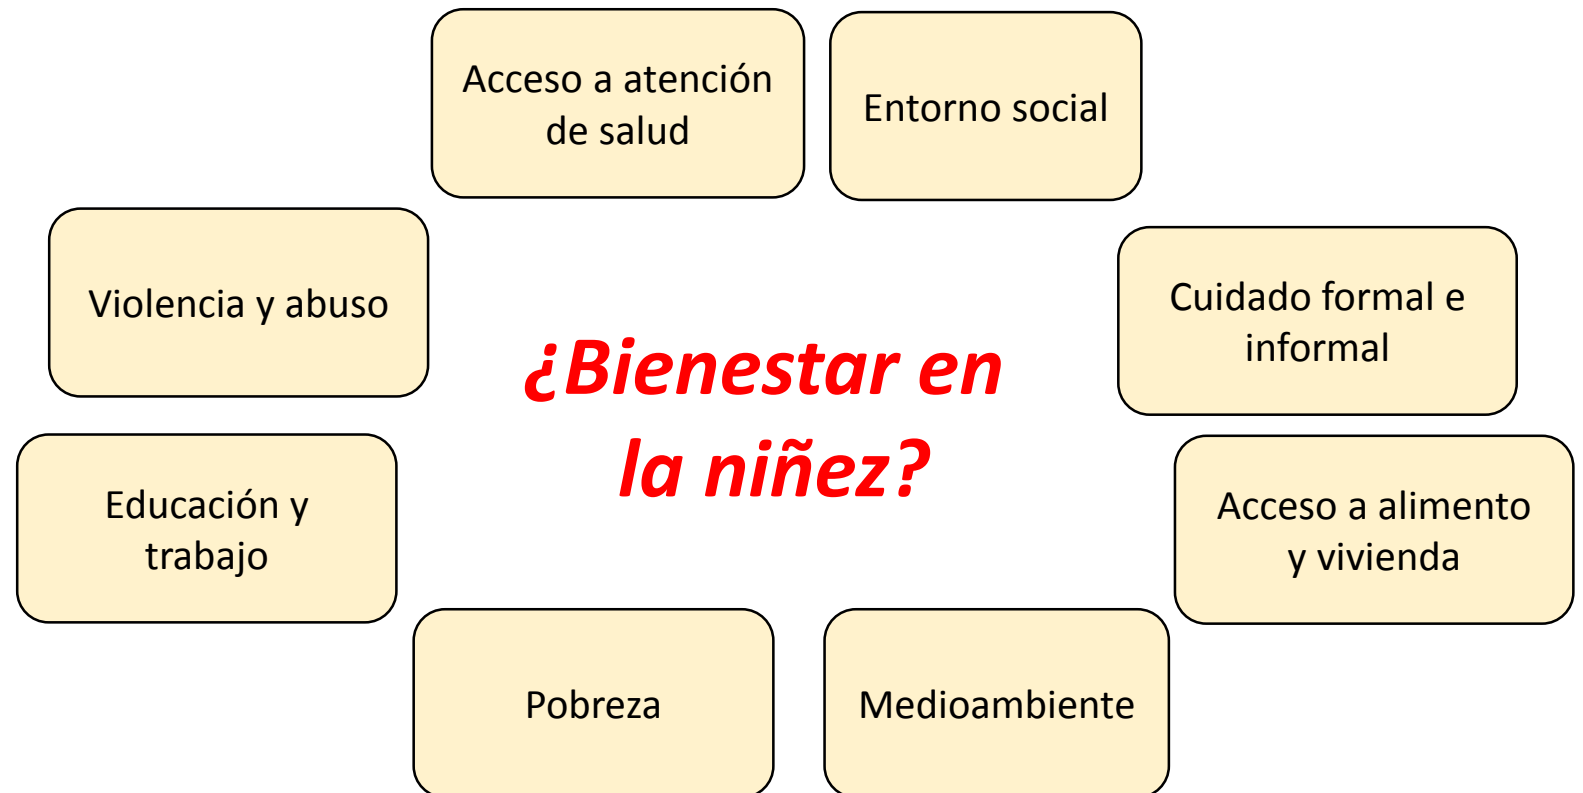 Acceso a atención
de salud
Entorno social
Violencia y abuso
Cuidado formal e
informal
¿Bienestar en
la niñez?
Educación y
trabajo
Acceso a alimento
y vivienda
Pobreza
Medioambiente